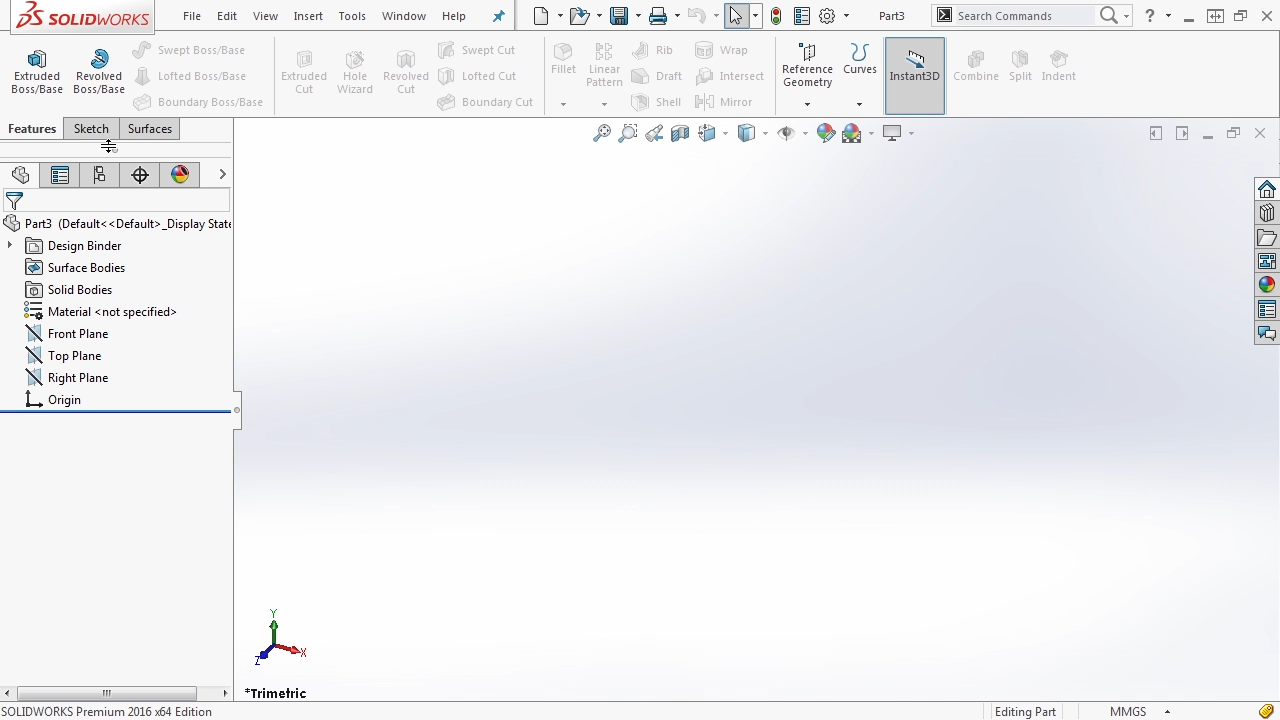 SOLIDWORKS File Edit View Insert Tools Window Help Part3 Search Commands ?
Extruded Boss/Base
Revolved Boss/Base
Swept Boss/Base
Lofted Boss/Base
Boundary Boss/Base
Extruded Cut
Hole Wizard
Revolved Cut
Swept Cut
Lofted Cut
Boundary Cut
Fillet
Linear Pattern
Rib
Draft
Shell
Wrap
Intersect
Mirror
Reference Geometry
Curves
Instant3D
Combine
Split
Indent
Features Sketch Surfaces
Part3 (Default<<Default>_Display State
Design Binder
Surface Bodies
Solid Bodies
Material <not specified>
Front Plane
Top Plane
Right Plane
Origin
Y
X
Z
*Trimetric
SOLIDWORKS Premium 2016 x64 Edition Editing Part MMGS